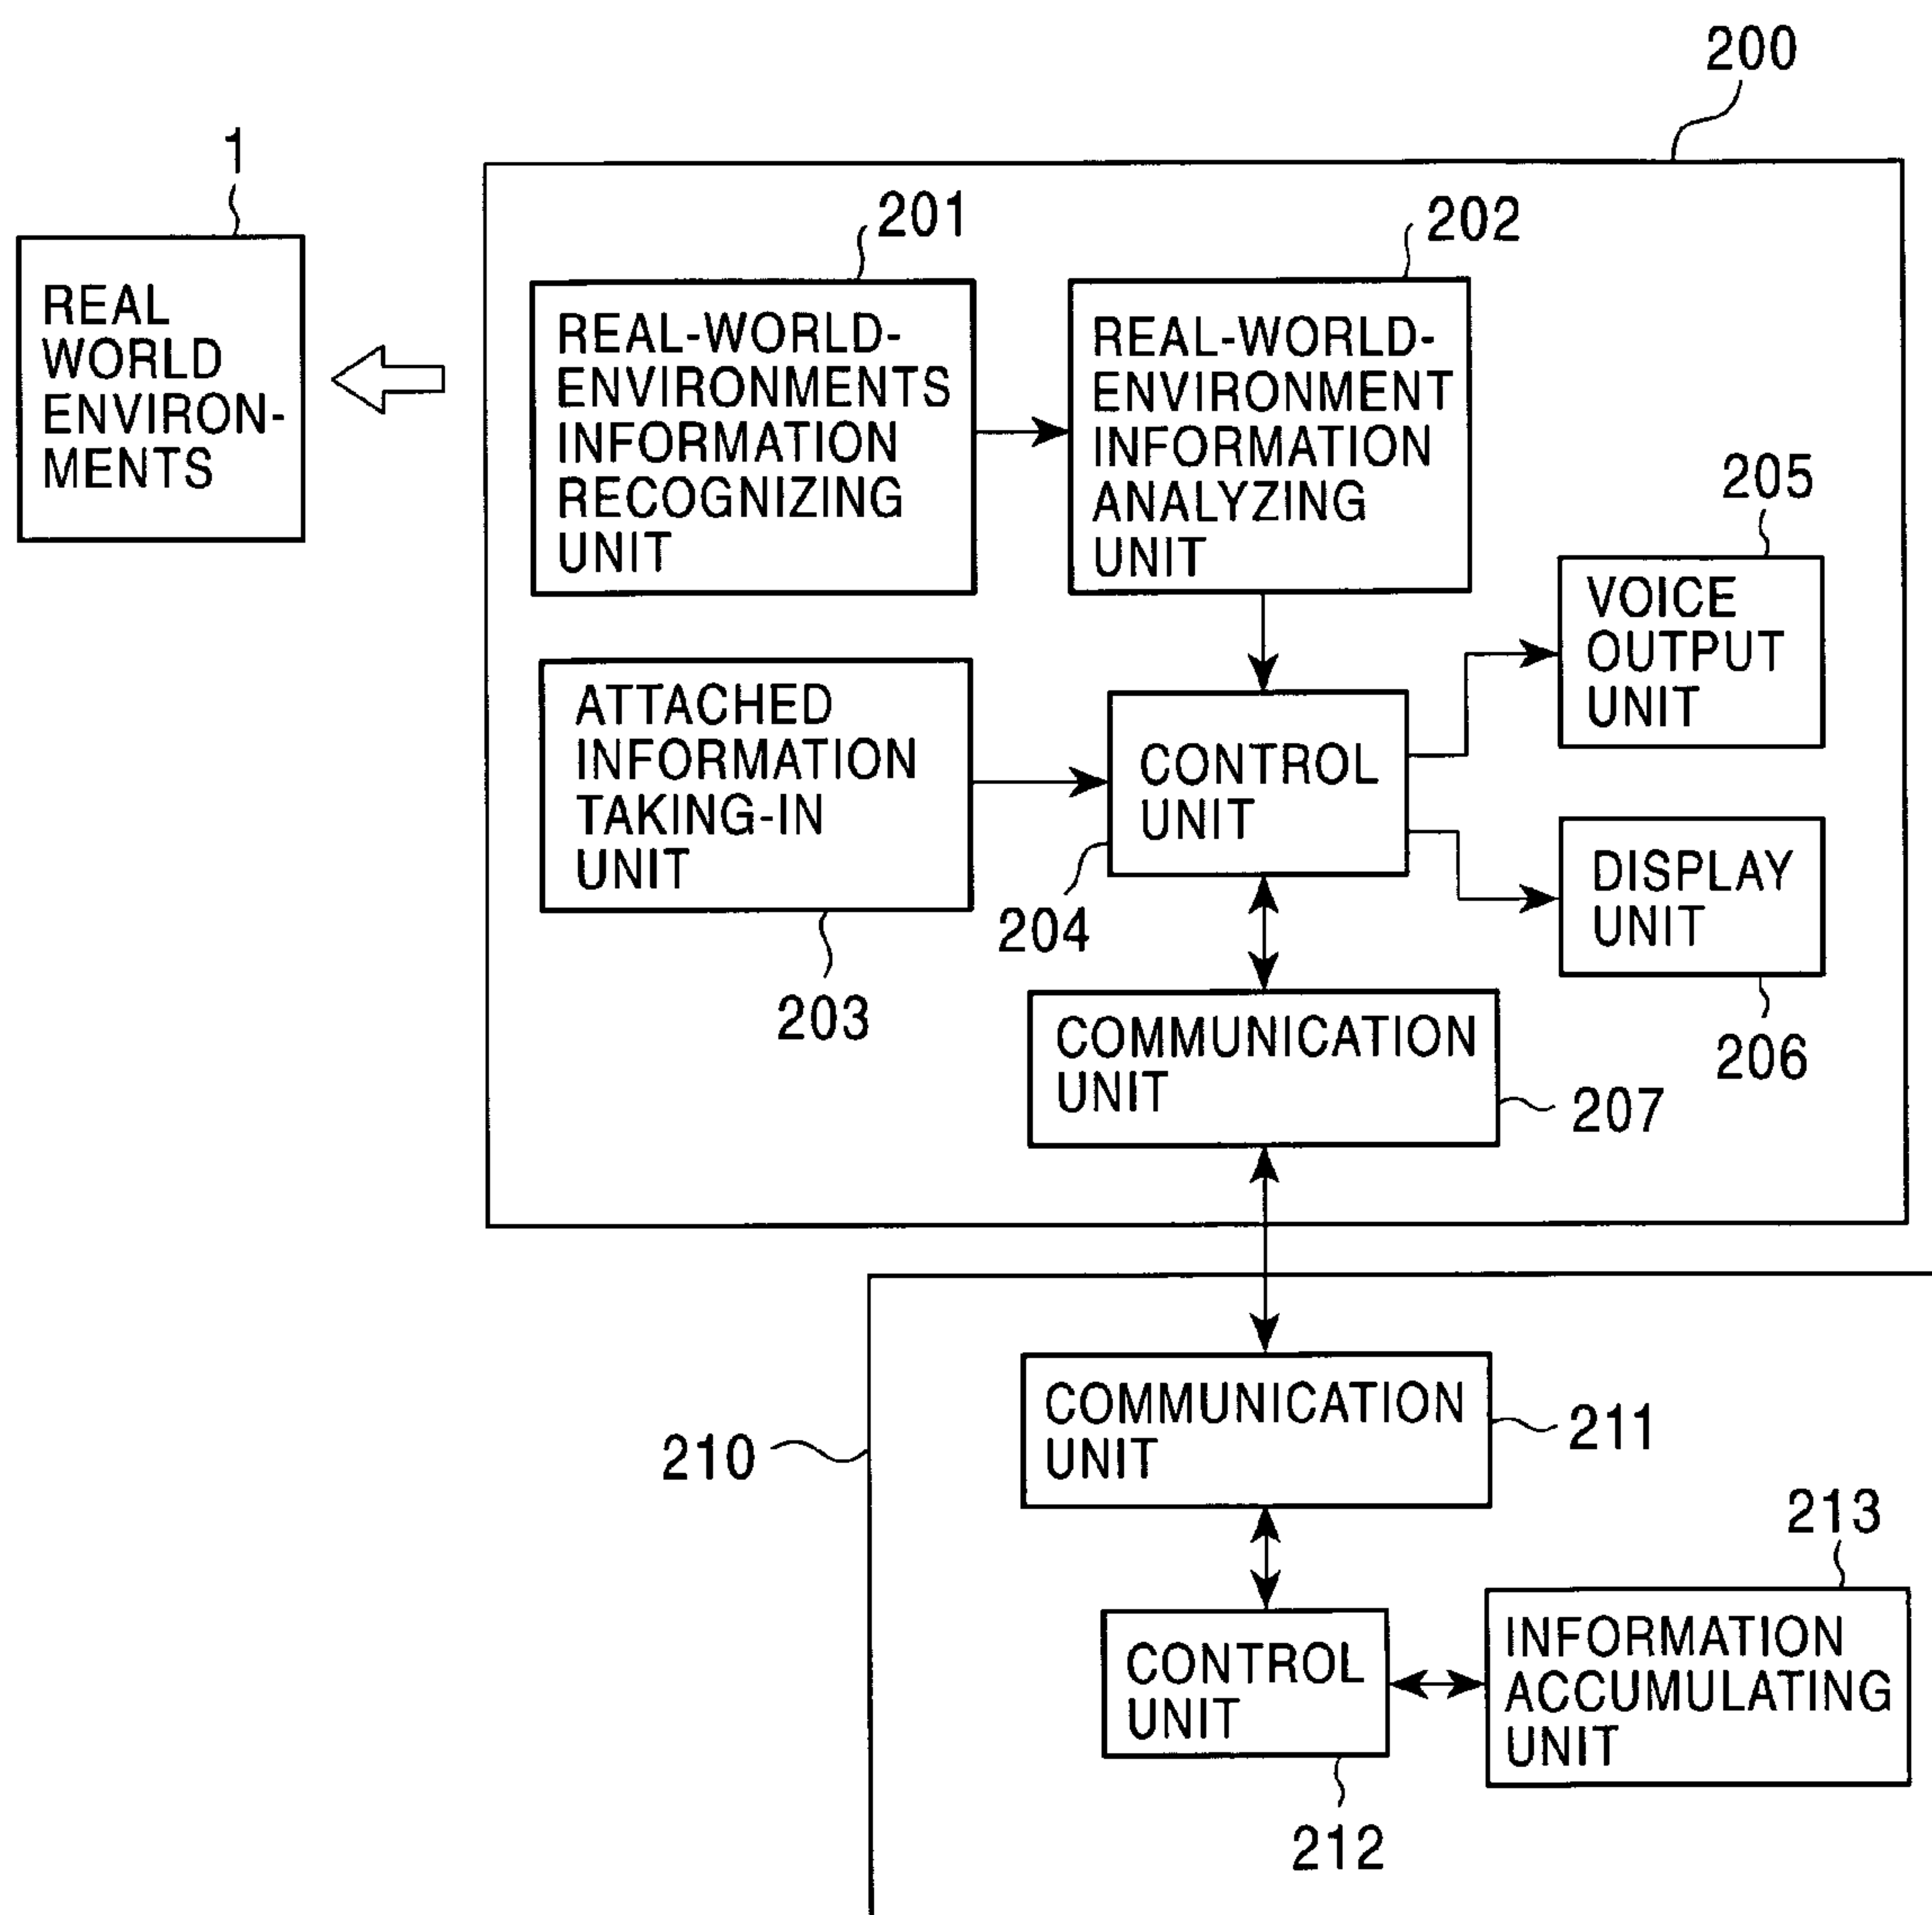 200
1
REAL
WORLD
ENVIRON-
MENTS
201
REAL-WORLD-
ENVIRONMENTS
INFORMATION
RECOGNIZING
UNIT
202
REAL-WORLD-
ENVIRONMENT
INFORMATION
ANALYZING
UNIT
205
VOICE
OUTPUT
UNIT
ATTACHED
INFORMATION
TAKING-IN
UNIT
203
CONTROL
UNIT
204
DISPLAY
UNIT
206
COMMUNICATION
UNIT
207
210
COMMUNICATION
UNIT
211
213
CONTROL
UNIT
212
INFORMATION
ACCUMULATING
UNIT